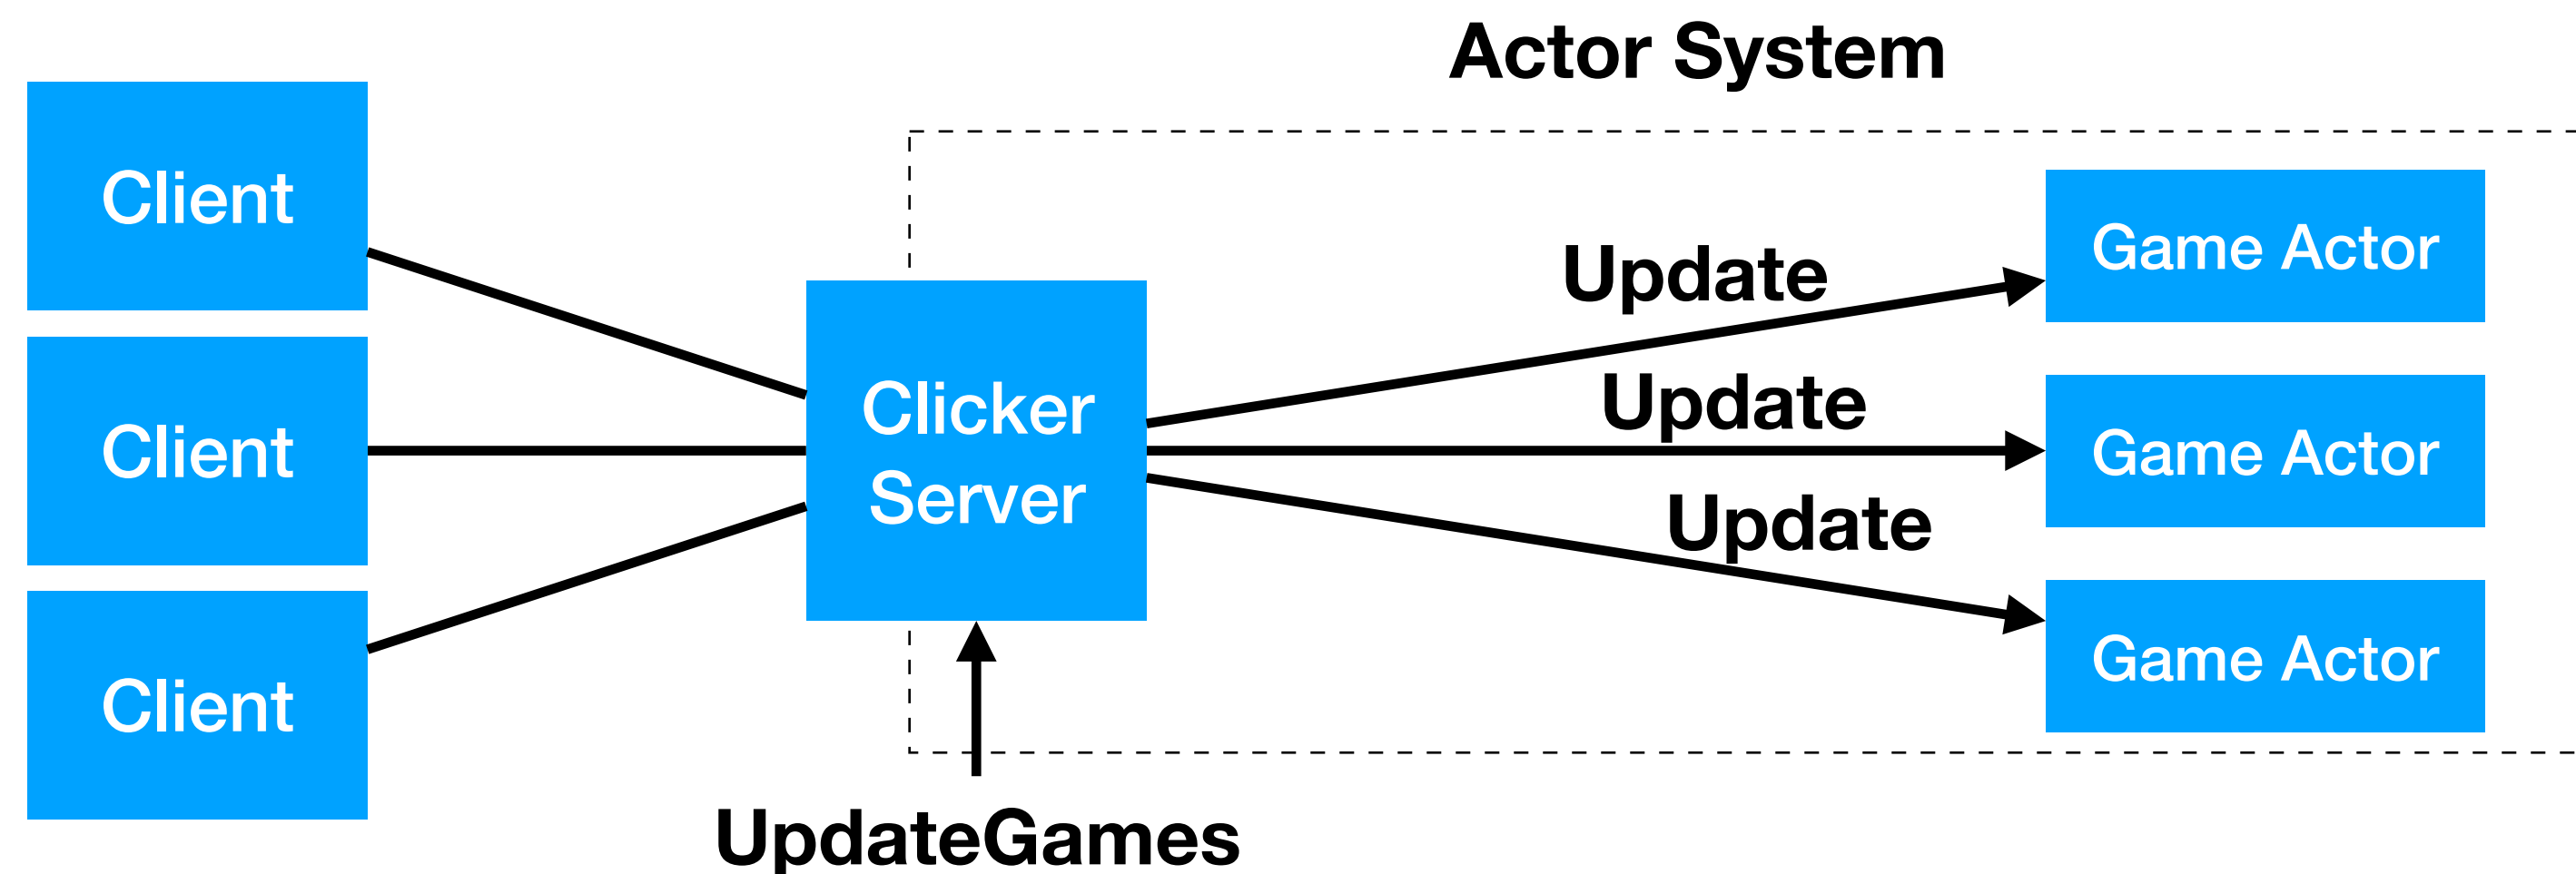 Actor System
Client
Client
Client
Clicker
Server
Update
Update
Update
Game Actor
Game Actor
Game Actor
UpdateGames